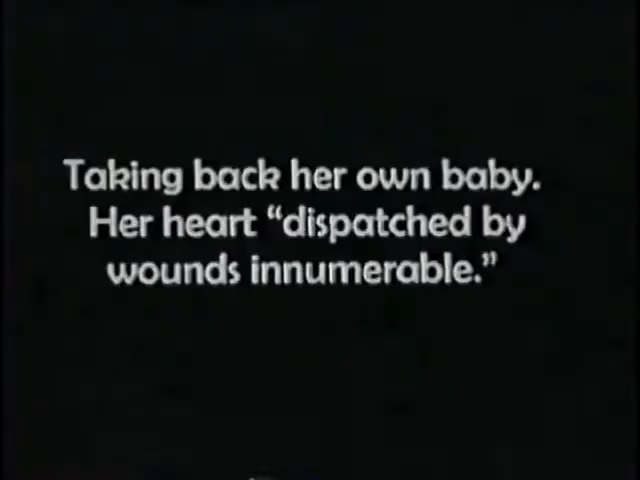 Taking back her own baby.
Her heart “dispatched by
wounds innumerable.”